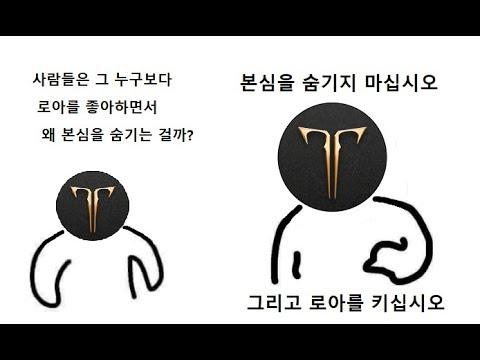 사람들은 그 누구보다
로아를 좋아하면서
왜 본심을 숨기는 걸까?
본심을 숨기지 마십시오
그리고 로아를 키십시오